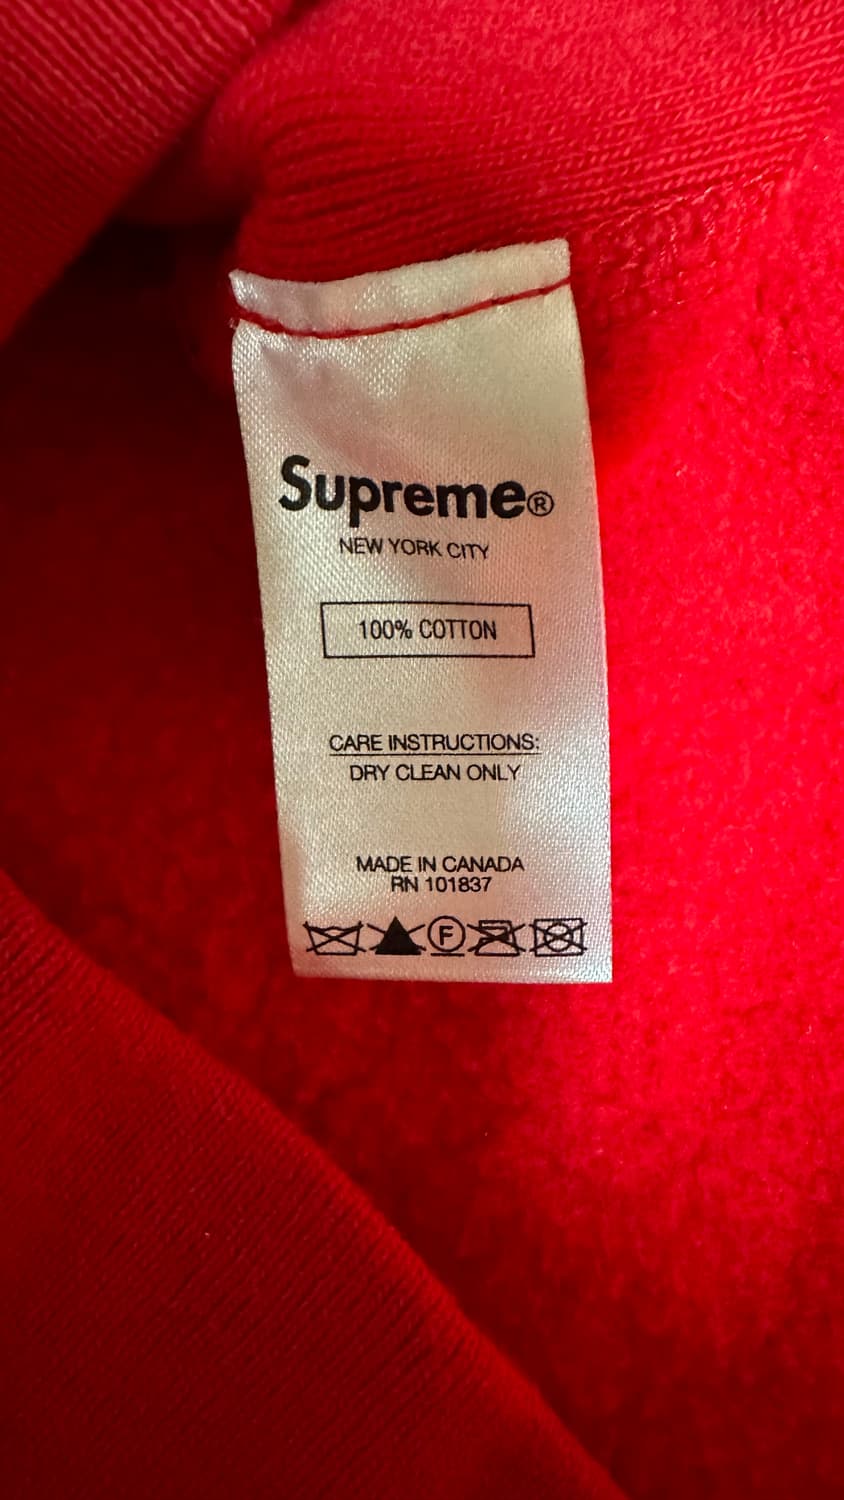 Supreme®
NEW YORK CITY
100% COTTON
CARE INSTRUCTIONS:
DRY CLEAN ONLY
MADE IN CANADA
RN 101837
F